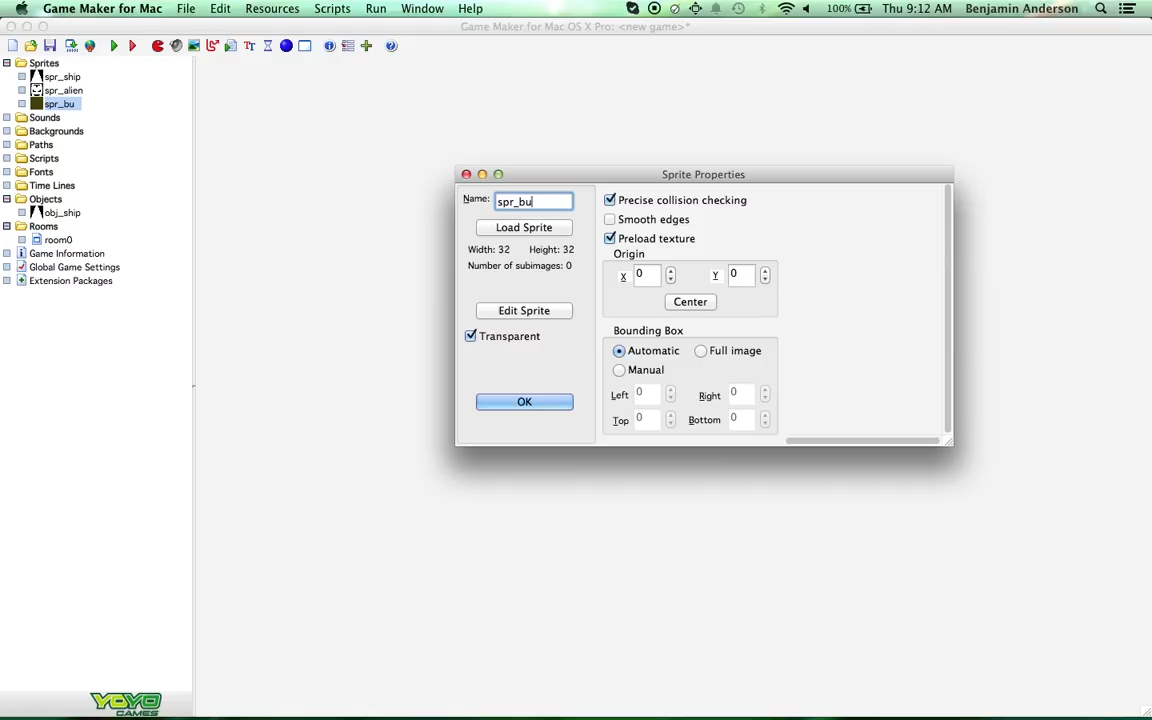 Game Maker for Mac File Edit Resources Scripts Run Window Help 100% Thu 9:12 AM Benjamin Anderson
Game Maker for Mac OS X Pro: <new game>*
Sprites
spr_ship
spr_alien
spr_bu
Sounds
Backgrounds
Paths
Scripts
Fonts
Time Lines
Objects
obj_ship
Rooms
room0
Game Information
Global Game Settings
Extension Packages
Sprite Properties
Name: spr_bu
Load Sprite
Width: 32 Height: 32
Number of subimages: 0
Edit Sprite
Transparent
OK
Precise collision checking
Smooth edges
Preload texture
Origin
X 0 Y 0
Center
Bounding Box
Automatic Full image
Manual
Left 0 Right 0
Top 0 Bottom 0
YOYO
GAMES